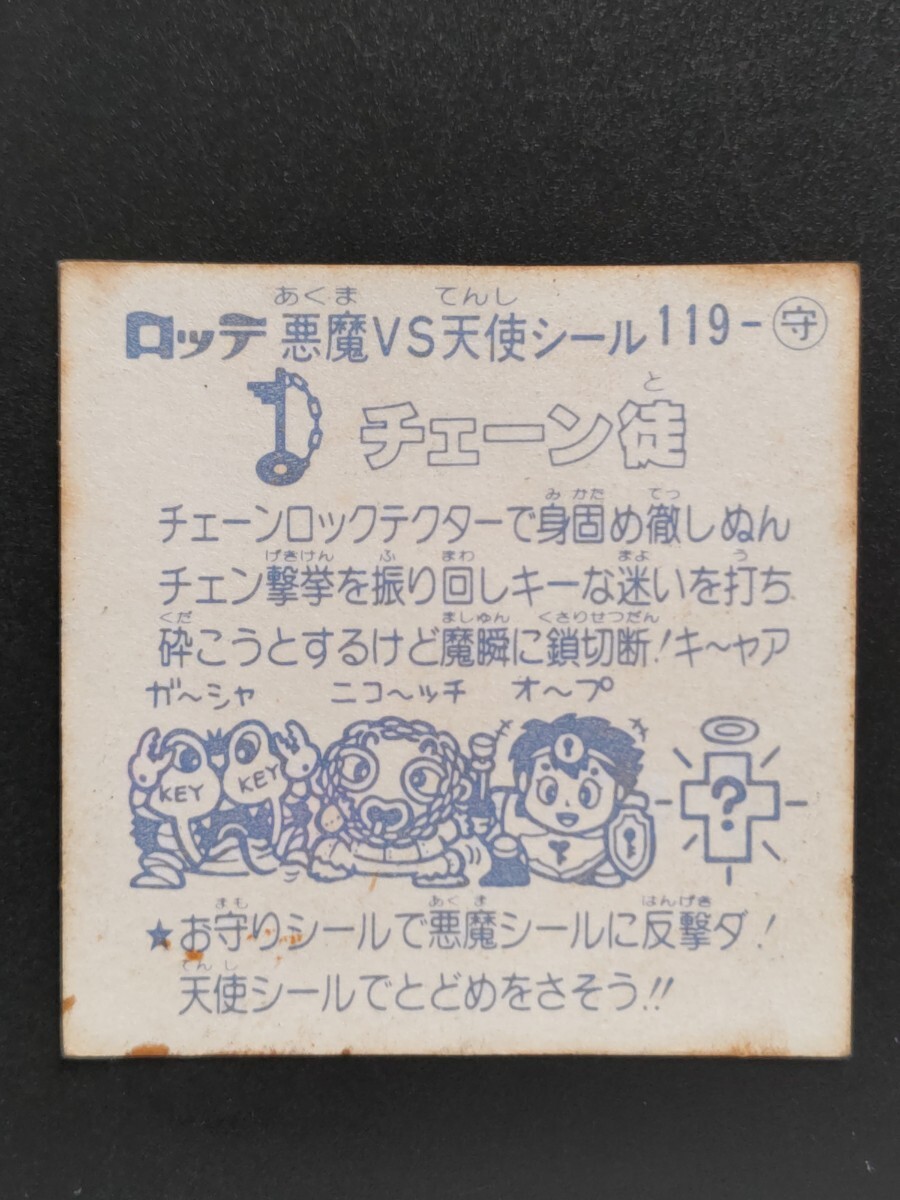 あくま てんし
ロッテ 悪魔VS天使シール 119-守
と
チェーン徒
み かた てっ
チェーンロックテクターで身固め徹しぬん
げきけん ふ まわ まよ う
チェン撃挙を振り回しキーな迷いを打ち
くだ ましゅん くさりせつだん
砕こうとするけど魔瞬に鎖切断!キ〜ャア
ガ〜シャ ニコ〜ッチ オ〜プ
KEY KEY ?
まも あくま はんげき
★お守りシールで悪魔シールに反撃ダ!
てんし
天使シールでとどめをさそう!!